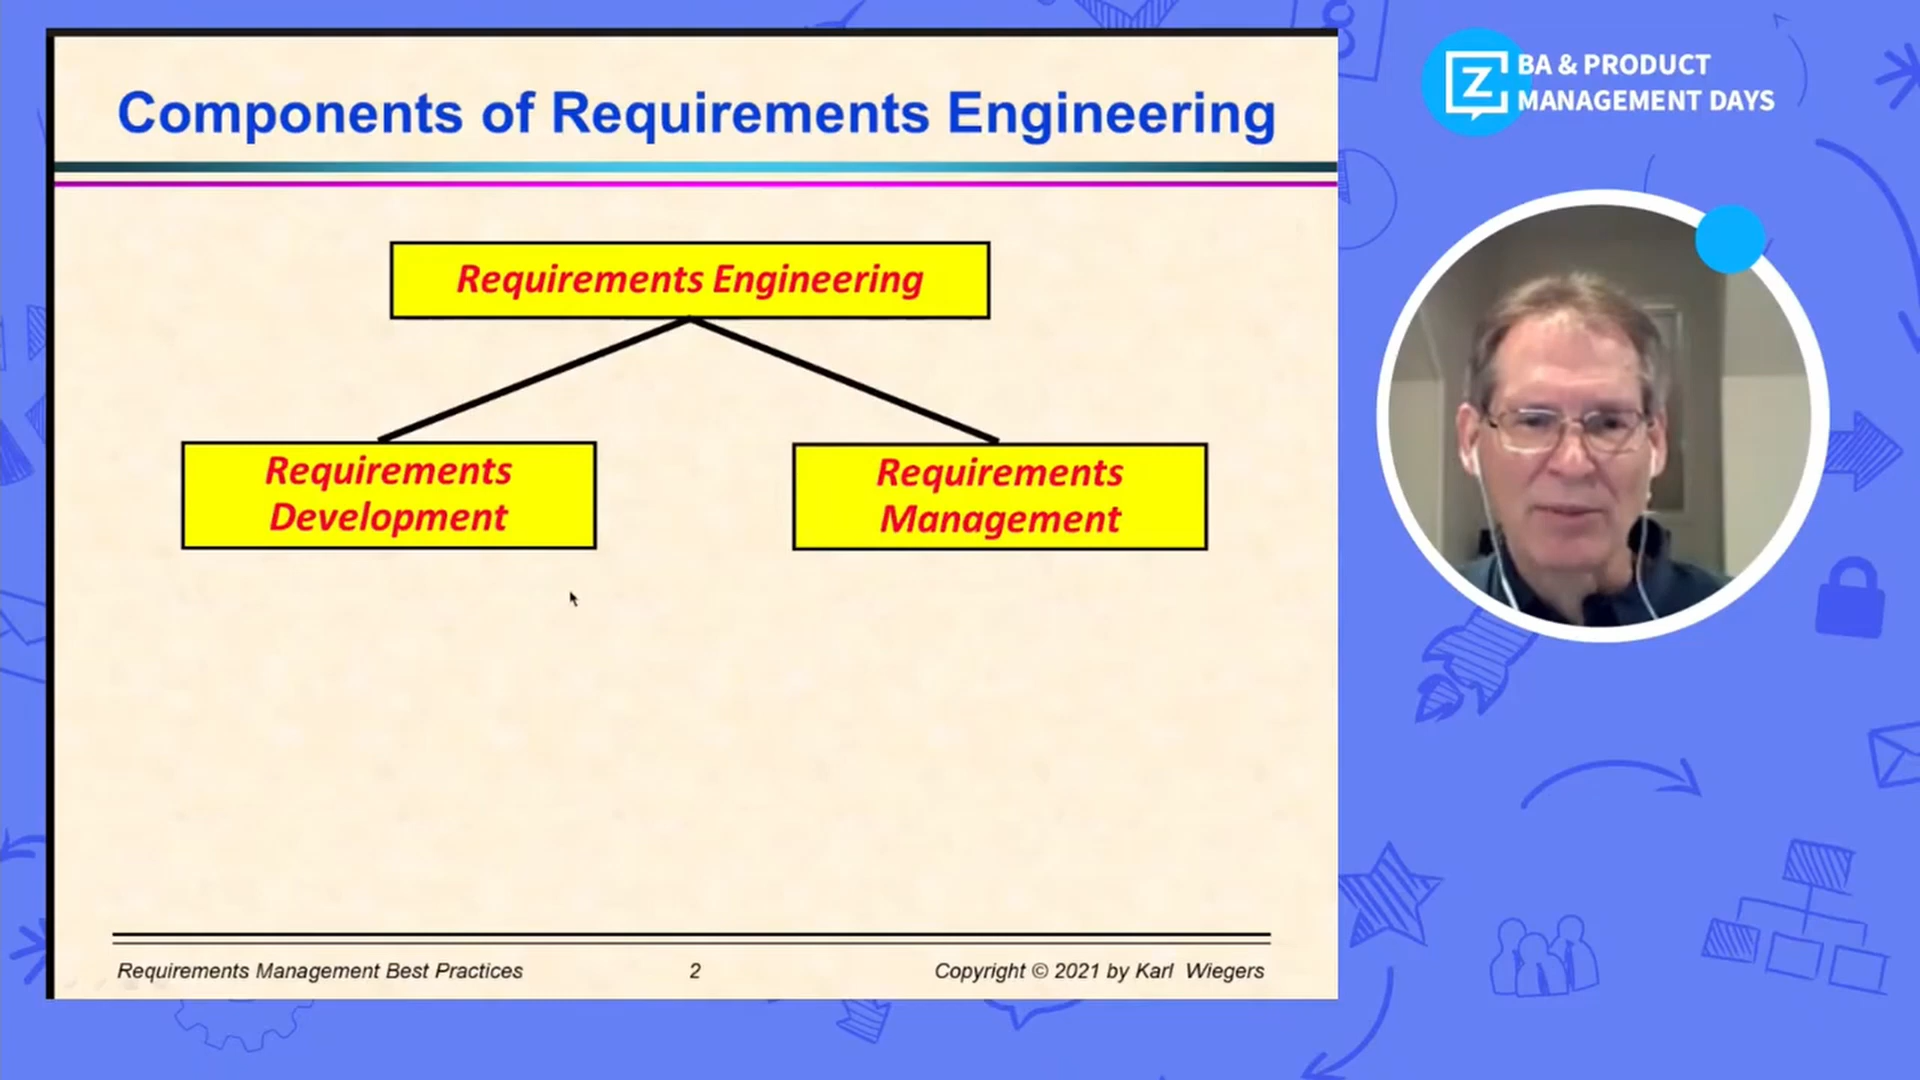 Components of Requirements Engineering
Requirements Engineering
Requirements
Development
Requirements
Management
Requirements Management Best Practices
2
Copyright © 2021 by Karl Wiegers
Z
BA & PRODUCT
MANAGEMENT DAYS